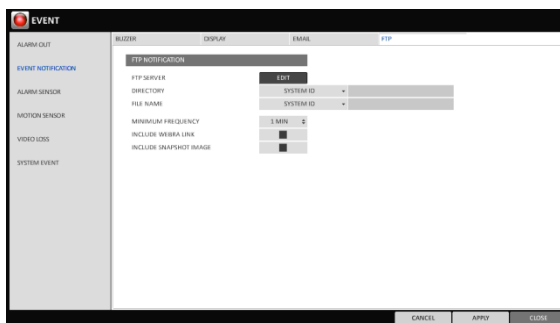 EVENT
BUZZER DISPLAY EMAIL FTP
ALARM OUT
EVENT NOTIFICATION
ALARM SENSOR
MOTION SENSOR
VIDEO LOSS
SYSTEM EVENT
FTP NOTIFICATION
FTP SERVER EDIT
DIRECTORY SYSTEM ID
FILE NAME SYSTEM ID
MINIMUM FREQUENCY 1 MIN
INCLUDE WEBRA LINK
INCLUDE SNAPSHOT IMAGE
CANCEL APPLY CLOSE